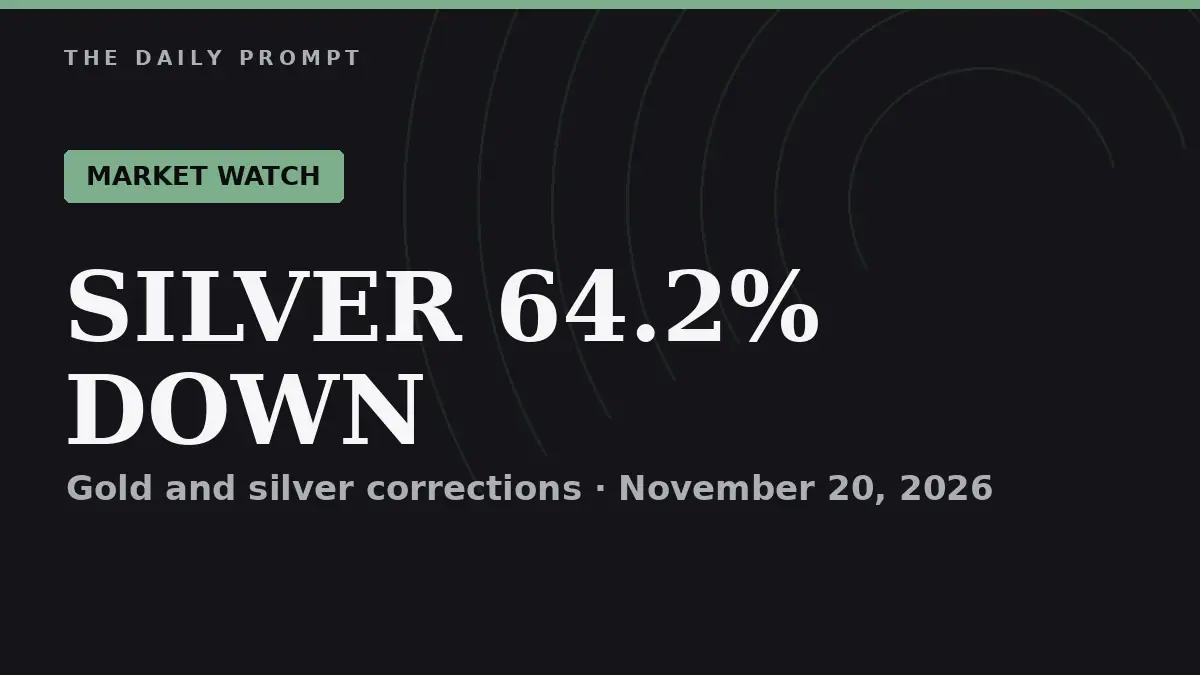 THE DAILY PROMPT
MARKET WATCH
SILVER 64.2%
DOWN
Gold and silver corrections · November 20, 2026